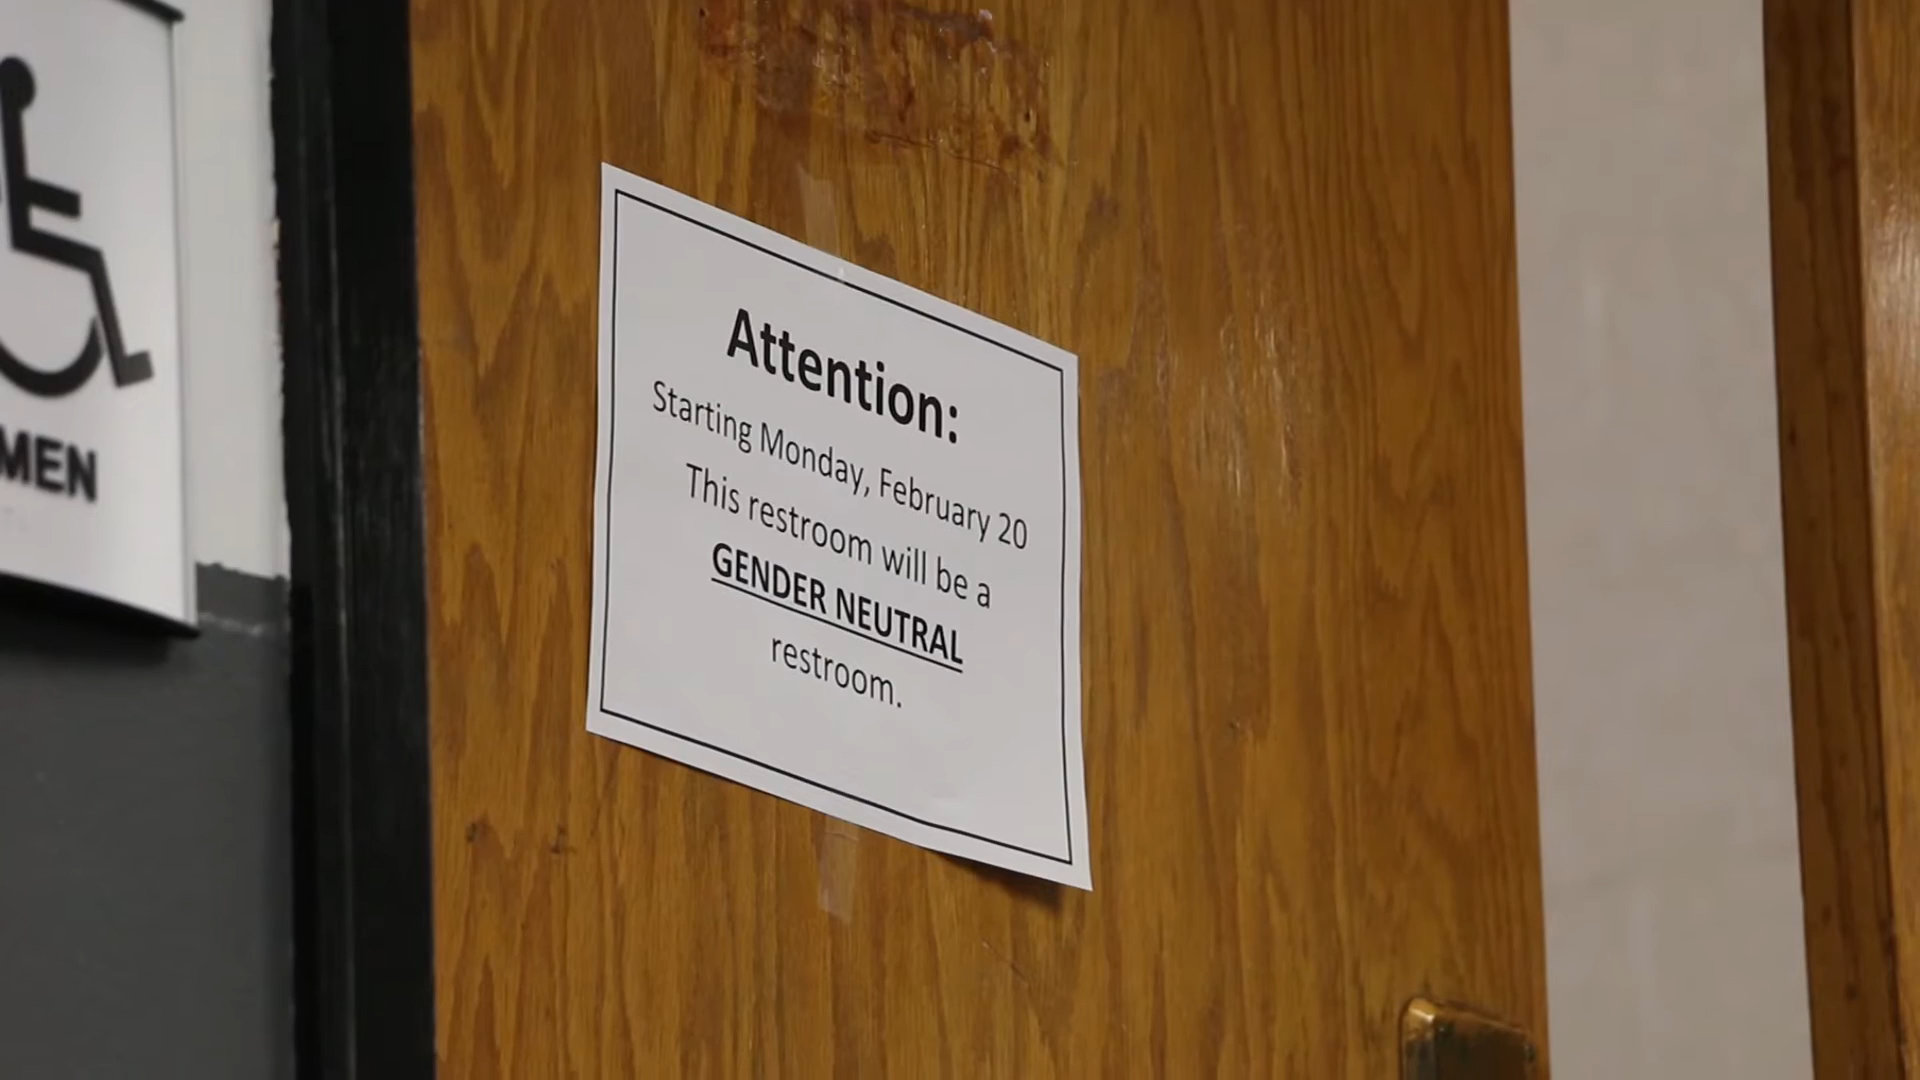 MEN
Attention:
Starting Monday, February 20
This restroom will be a
GENDER NEUTRAL
restroom.